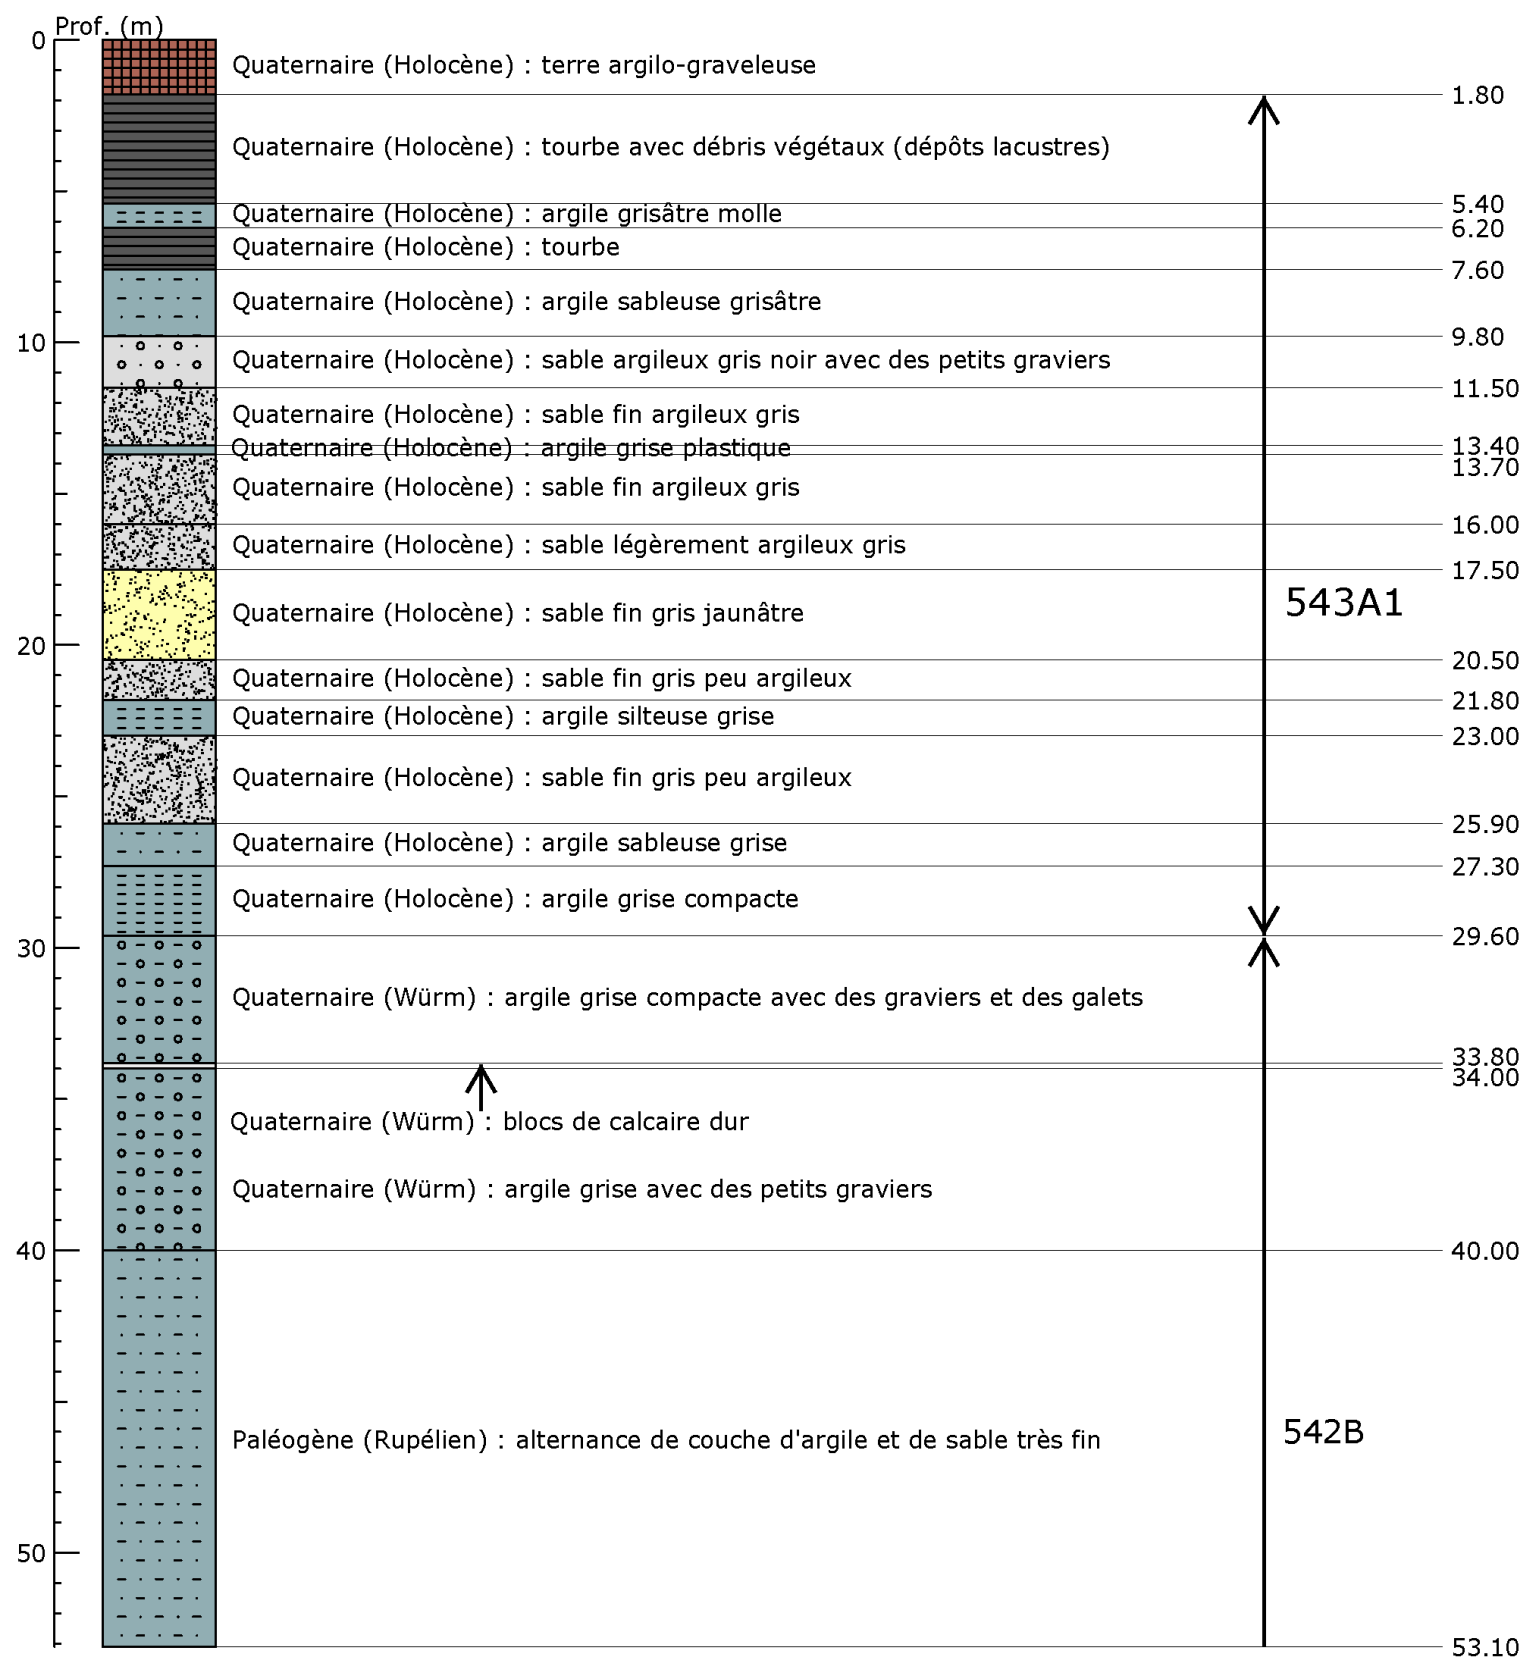 Prof. (m)
0
Quaternaire (Holocène) : terre argilo-graveleuse
1.80
Quaternaire (Holocène) : tourbe avec débris végétaux (dépôts lacustres)
5.40
Quaternaire (Holocène) : argile grisâtre molle
6.20
Quaternaire (Holocène) : tourbe
7.60
Quaternaire (Holocène) : argile sableuse grisâtre
9.80
10
Quaternaire (Holocène) : sable argileux gris noir avec des petits graviers
11.50
Quaternaire (Holocène) : sable fin argileux gris
13.40
Quaternaire (Holocène) : argile grise plastique
13.70
Quaternaire (Holocène) : sable fin argileux gris
16.00
Quaternaire (Holocène) : sable légèrement argileux gris
17.50
543A1
Quaternaire (Holocène) : sable fin gris jaunâtre
20
20.50
Quaternaire (Holocène) : sable fin gris peu argileux
21.80
Quaternaire (Holocène) : argile silteuse grise
23.00
Quaternaire (Holocène) : sable fin gris peu argileux
25.90
Quaternaire (Holocène) : argile sableuse grise
27.30
Quaternaire (Holocène) : argile grise compacte
29.60
30
Quaternaire (Würm) : argile grise compacte avec des graviers et des galets
33.80
34.00
Quaternaire (Würm) : blocs de calcaire dur
Quaternaire (Würm) : argile grise avec des petits graviers
40
40.00
542B
Paléogène (Rupélien) : alternance de couche d'argile et de sable très fin
50
53.10